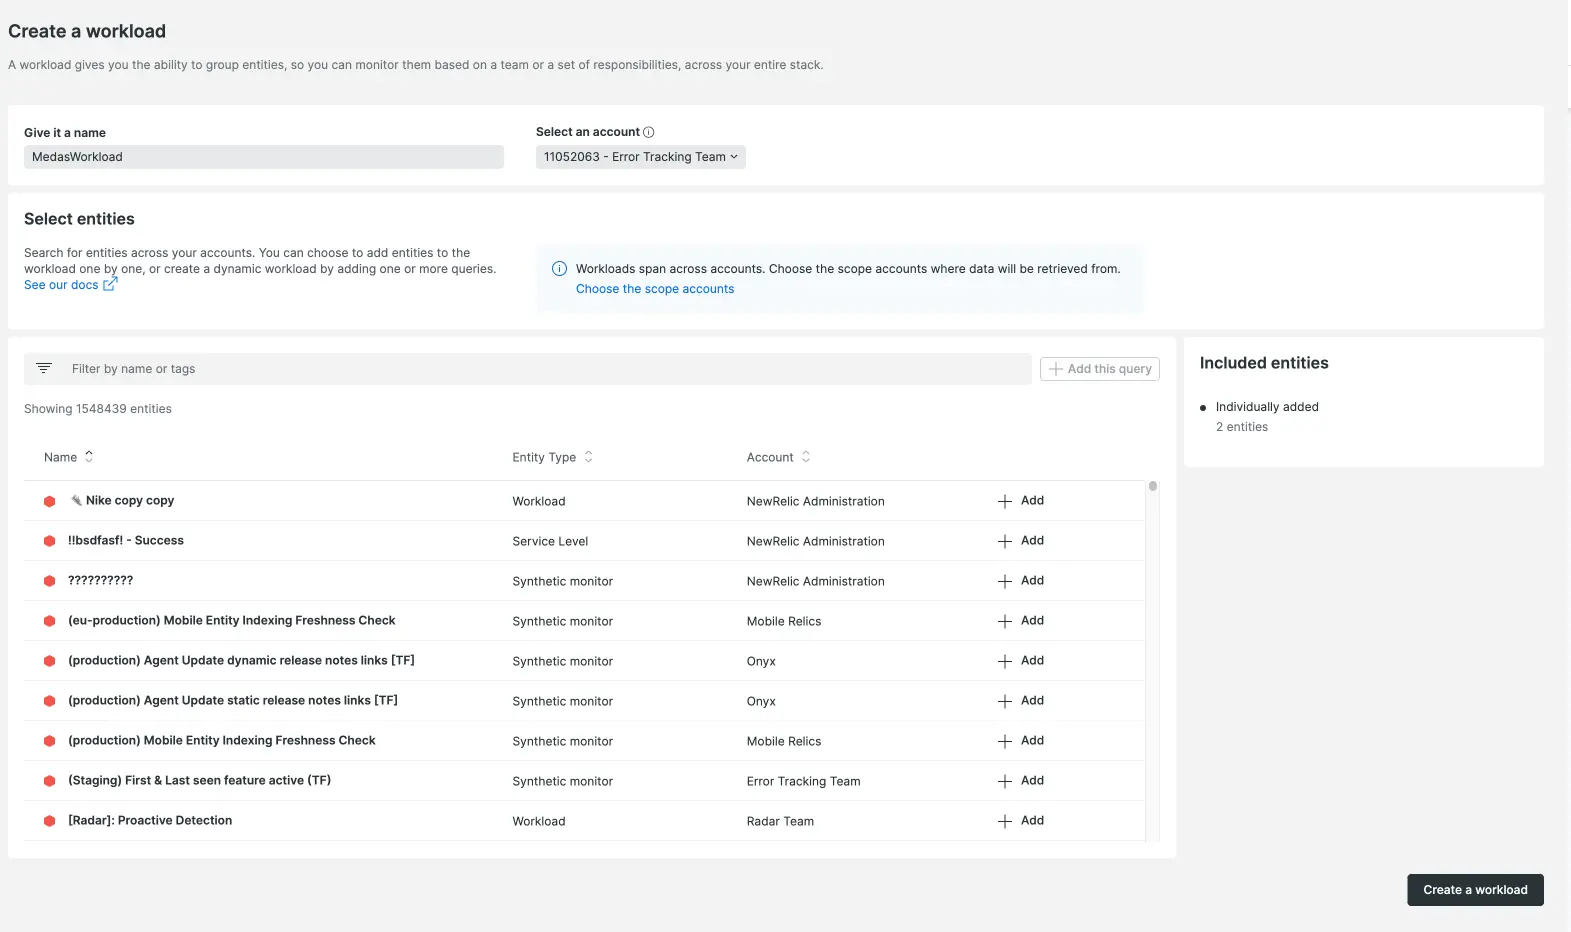 Create a workload
A workload gives you the ability to group entities, so you can monitor them based on a team or a set of responsibilities, across your entire stack.
Give it a name
MedasWorkload
Select an account
11052063 - Error Tracking Team
Select entities
Search for entities across your accounts. You can choose to add entities to the
workload one by one, or create a dynamic workload by adding one or more queries.
See our docs
Workloads span across accounts. Choose the scope accounts where data will be retrieved from.
Choose the scope accounts
Filter by name or tags
Add this query
Showing 1548439 entities
Name Entity Type Account
Nike copy copy Workload NewRelic Administration Add
!!bsdfasf! - Success Service Level NewRelic Administration Add
?????????? Synthetic monitor NewRelic Administration Add
(eu-production) Mobile Entity Indexing Freshness Check Synthetic monitor Mobile Relics Add
(production) Agent Update dynamic release notes links [TF] Synthetic monitor Onyx Add
(production) Agent Update static release notes links [TF] Synthetic monitor Onyx Add
(production) Mobile Entity Indexing Freshness Check Synthetic monitor Mobile Relics Add
(Staging) First & Last seen feature active (TF) Synthetic monitor Error Tracking Team Add
[Radar]: Proactive Detection Workload Radar Team Add
Included entities
Individually added
2 entities
Create a workload